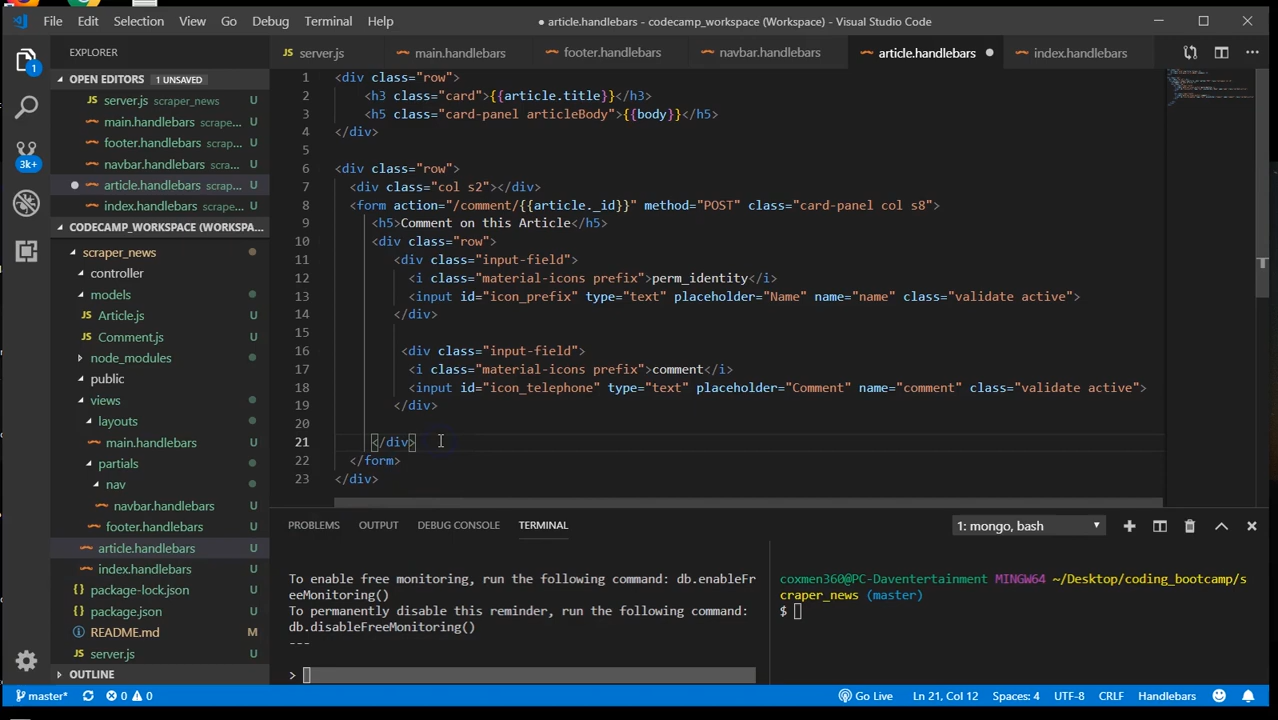 File Edit Selection View Go Debug Terminal Help
● article.handlebars - codecamp_workspace (Workspace) - Visual Studio Code
EXPLORER
OPEN EDITORS 1 UNSAVED
server.js scraper_news U
main.handlebars scrape... U
footer.handlebars scrap... U
navbar.handlebars scra... U
article.handlebars scrap... U
index.handlebars scrape... U
CODECAMP_WORKSPACE (WORKSPA...
scraper_news
controller
models
Article.js U
Comment.js U
node_modules
public
views
layouts
main.handlebars U
partials
nav
navbar.handlebars U
footer.handlebars U
article.handlebars U
index.handlebars U
package-lock.json U
package.json U
README.md M
server.js U
OUTLINE
1
3k+
server.js main.handlebars footer.handlebars navbar.handlebars article.handlebars index.handlebars
1 <div class="row">
2 <h3 class="card">{{article.title}}</h3>
3 <h5 class="card-panel articleBody">{{body}}</h5>
4 </div>
5
6 <div class="row">
7 <div class="col s2"></div>
8 <form action="/comment/{{article._id}}" method="POST" class="card-panel col s8">
9 <h5>Comment on this Article</h5>
10 <div class="row">
11 <div class="input-field">
12 <i class="material-icons prefix">perm_identity</i>
13 <input id="icon_prefix" type="text" placeholder="Name" name="name" class="validate active">
14 </div>
15
16 <div class="input-field">
17 <i class="material-icons prefix">comment</i>
18 <input id="icon_telephone" type="text" placeholder="Comment" name="comment" class="validate active">
19 </div>
20
21 </div>
22 </form>
23 </div>
PROBLEMS OUTPUT DEBUG CONSOLE TERMINAL
1: mongo, bash
To enable free monitoring, run the following command: db.enableFr
eeMonitoring()
To permanently disable this reminder, run the following command:
db.disableFreeMonitoring()
---
>
coxmen360@PC-Daventertainment MINGW64 ~/Desktop/coding_bootcamp/s
craper_news (master)
$
master* 0 0 Go Live Ln 21, Col 12 Spaces: 4 UTF-8 CRLF Handlebars